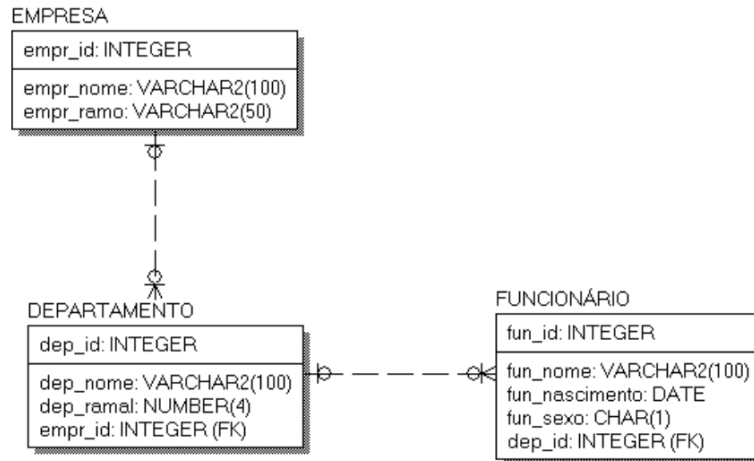 EMPRESA
empr_id: INTEGER
empr_nome: VARCHAR2(100)
empr_ramo: VARCHAR2(50)
DEPARTAMENTO
dep_id: INTEGER
dep_nome: VARCHAR2(100)
dep_ramal: NUMBER(4)
empr_id: INTEGER (FK)
FUNCIONÁRIO
fun_id: INTEGER
fun_nome: VARCHAR2(100)
fun_nascimento: DATE
fun_sexo: CHAR(1)
dep_id: INTEGER (FK)